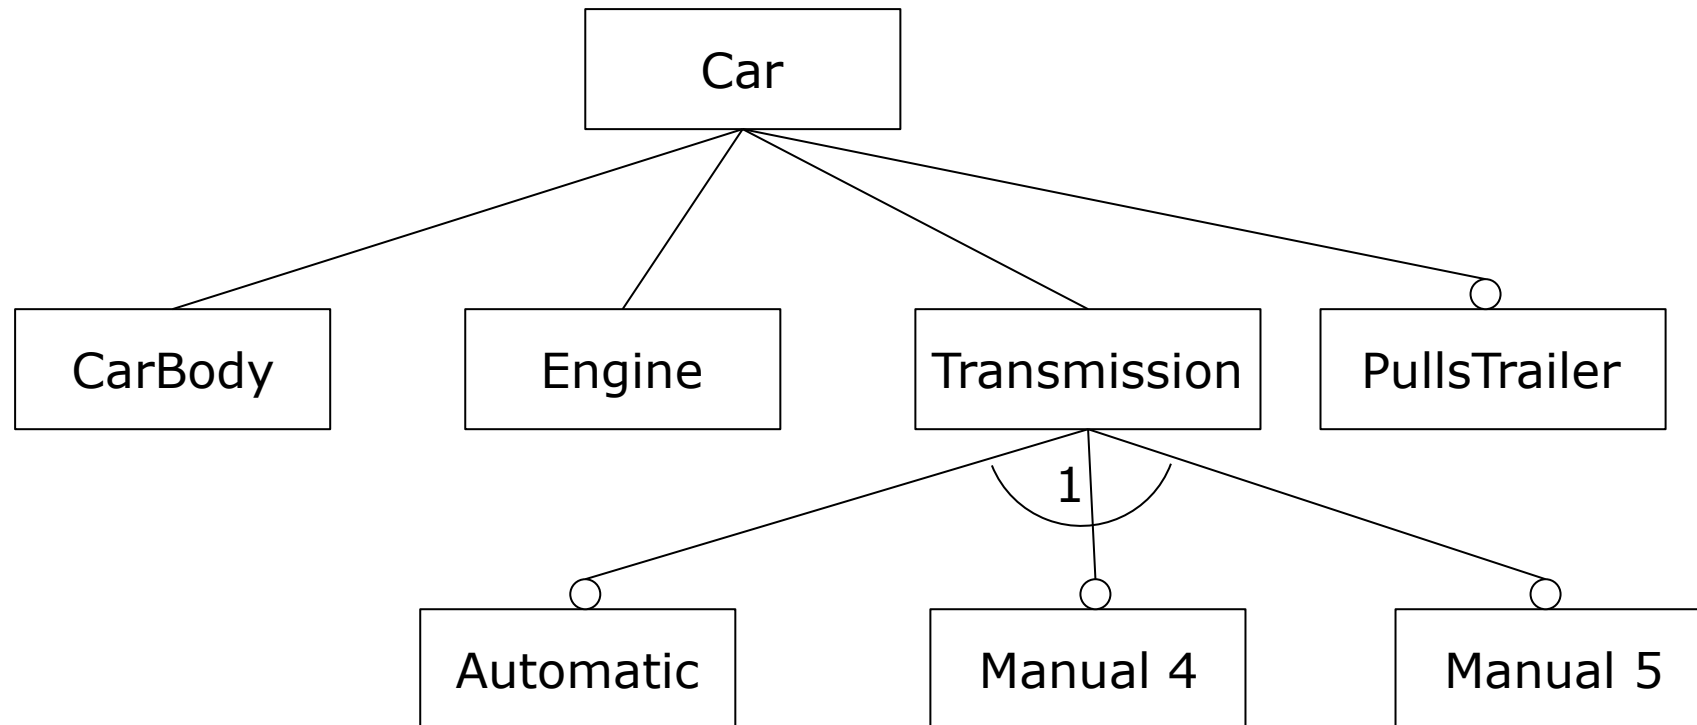 Car
CarBody
Engine
Transmission
PullsTrailer
1
Automatic
Manual 4
Manual 5